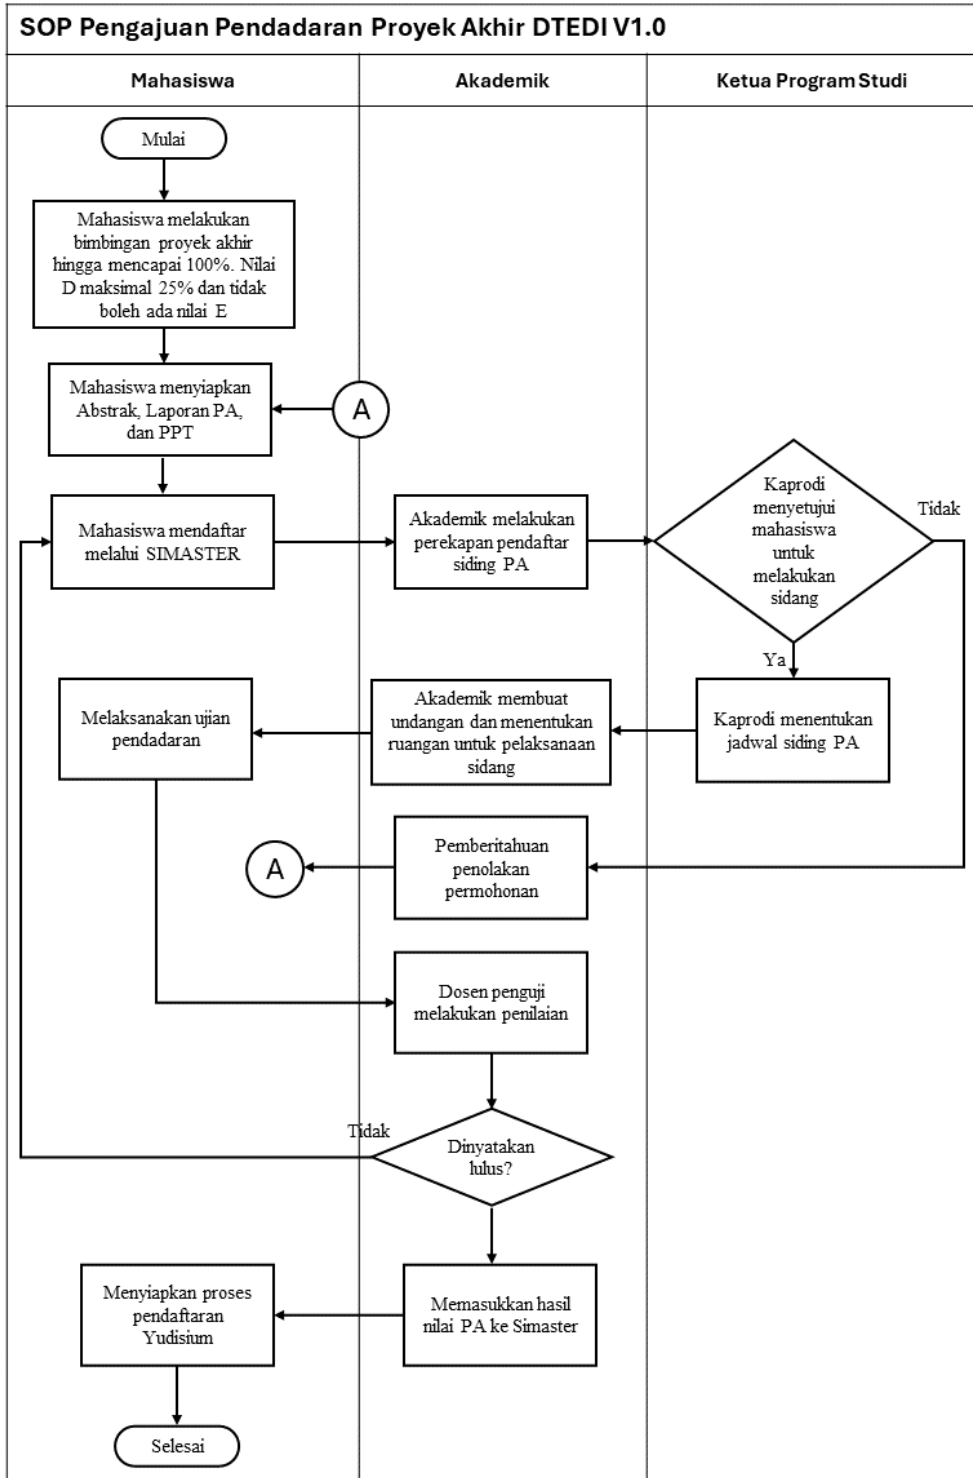 SOP Pengajuan Pendadaran Proyek Akhir DTEDI V1.0
Mahasiswa
Akademik
Ketua Program Studi
Mulai
Mahasiswa melakukan
bimbingan proyek akhir
hingga mencapai 100%. Nilai
D maksimal 25% dan tidak
boleh ada nilai E
Mahasiswa menyiapkan
Abstrak, Laporan PA,
dan PPT
A
Mahasiswa mendaftar
melalui SIMASTER
Akademik melakukan
perekapan pendaftar
siding PA
Kaprodi
menyetujui
mahasiswa
untuk
melakukan
sidang
Tidak
Ya
Melaksanakan ujian
pendadaran
Akademik membuat
undangan dan menentukan
ruangan untuk pelaksanaan
sidang
Kaprodi menentukan
jadwal siding PA
A
Pemberitahuan
penolakan
permohonan
Dosen penguji
melakukan penilaian
Tidak
Dinyatakan
lulus?
Menyiapkan proses
pendaftaran
Yudisium
Memasukkan hasil
nilai PA ke Simaster
Selesai